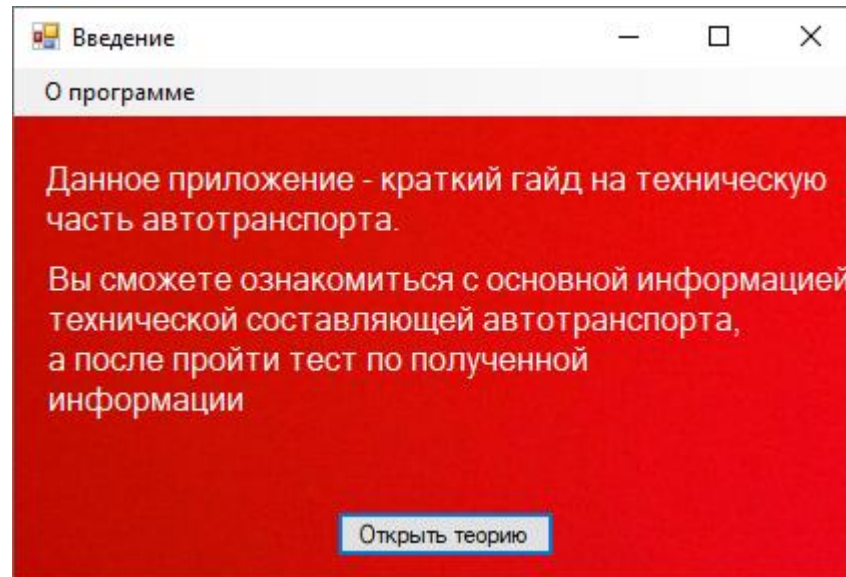 Введение
О программе
Данное приложение - краткий гайд на техническую
часть автотранспорта.
Вы сможете ознакомиться с основной информацией
технической составляющей автотранспорта,
а после пройти тест по полученной
информации
Открыть теорию